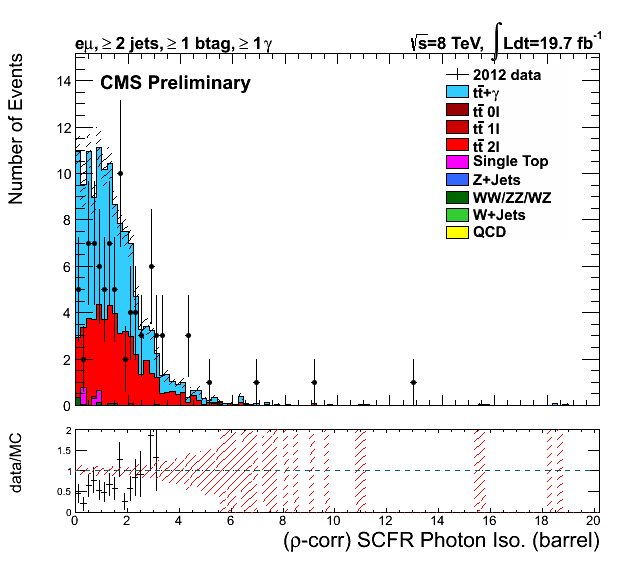 eμ, ≥ 2 jets, ≥ 1 btag, ≥ 1 γ
√s=8 TeV, ∫ Ldt=19.7 fb⁻¹
CMS Preliminary
2012 data
tt̄+γ
tt̄ 0l
tt̄ 1l
tt̄ 2l
Single Top
Z+Jets
WW/ZZ/WZ
W+Jets
QCD
Number of Events
14
12
10
8
6
4
2
0
data/MC
2
1.5
1
0.5
0
0 2 4 6 8 10 12 14 16 18 20
(ρ-corr) SCFR Photon Iso. (barrel)